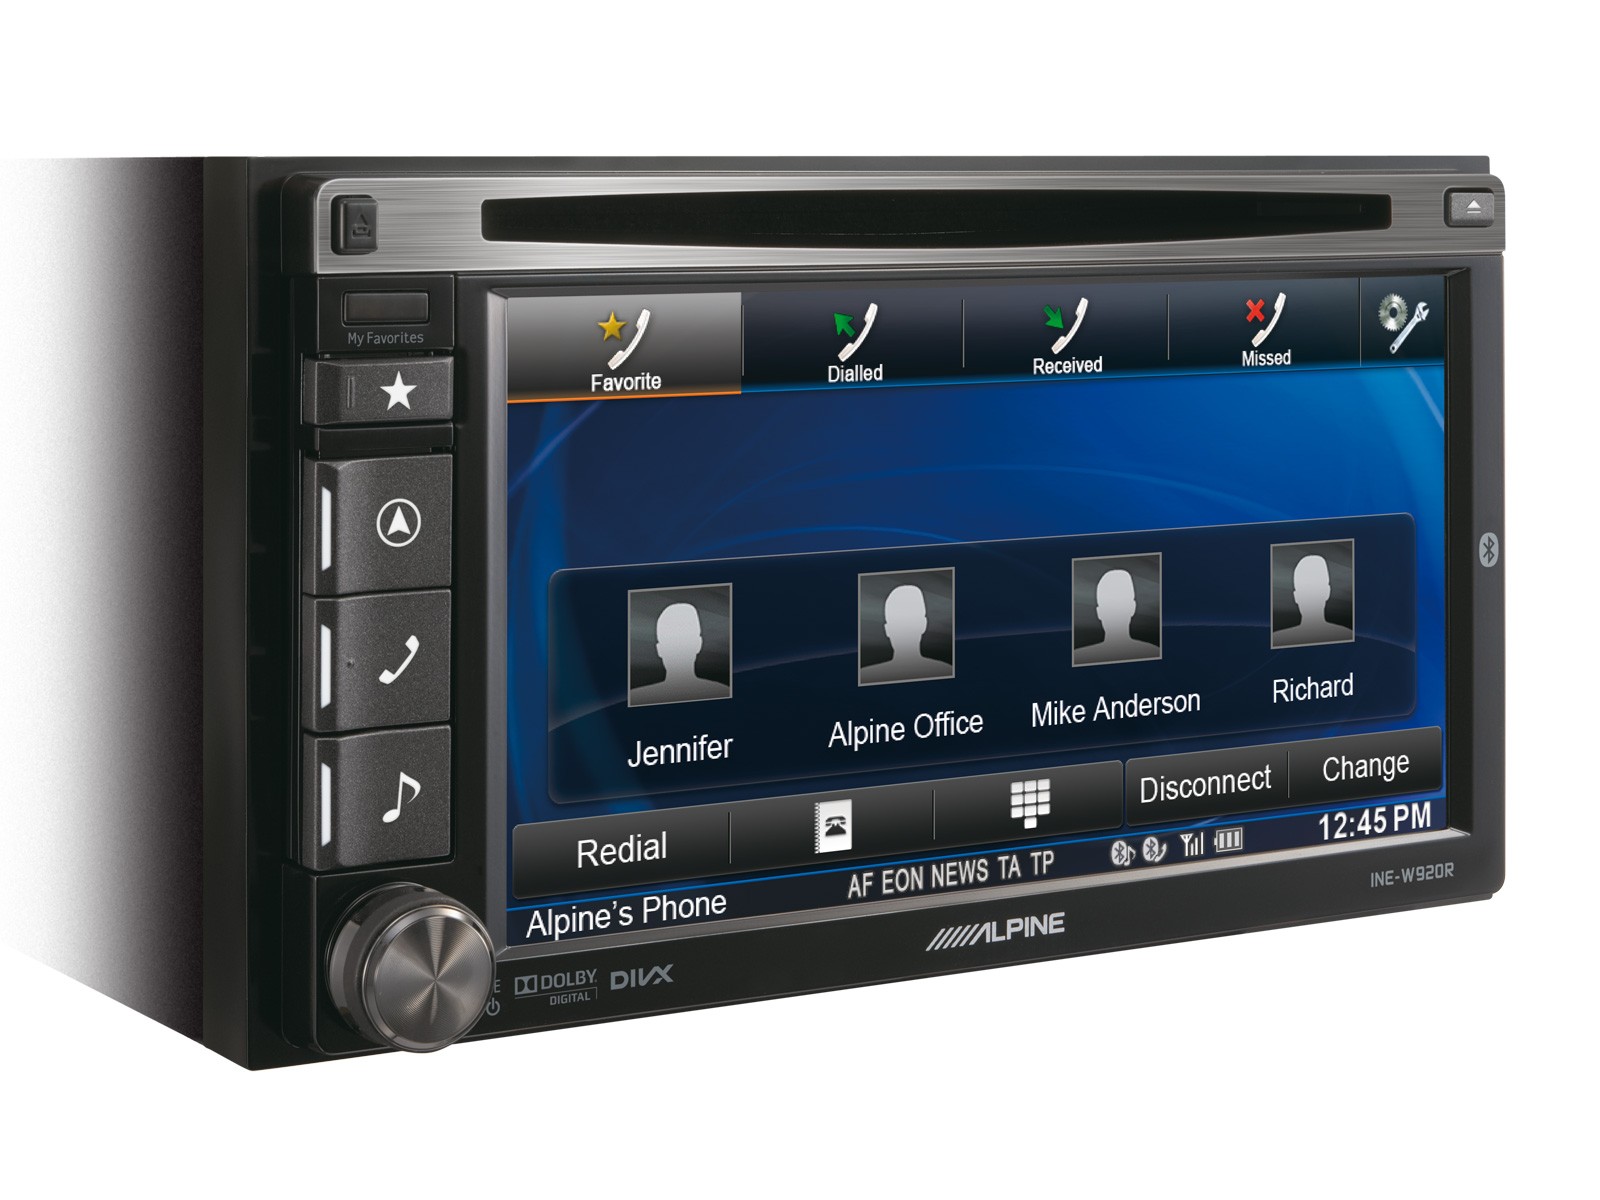 My Favorites
Favorite
Dialled
Received
Missed
Jennifer
Alpine Office
Mike Anderson
Richard
Redial
Disconnect
Change
Alpine's Phone
AF EON NEWS TA TP
12:45 PM
INE-W920R
ALPINE
DOLBY
DIGITAL
DIVX